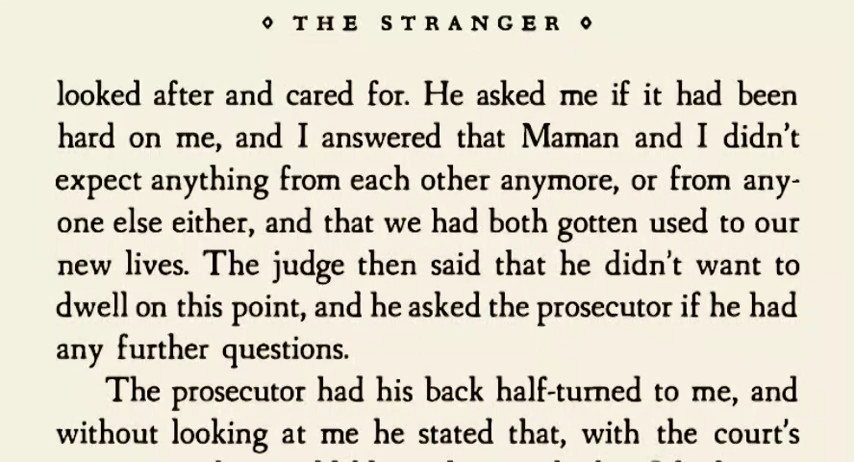 ◊ THE STRANGER ◊
looked after and cared for. He asked me if it had been
hard on me, and I answered that Maman and I didn't
expect anything from each other anymore, or from any-
one else either, and that we had both gotten used to our
new lives. The judge then said that he didn't want to
dwell on this point, and he asked the prosecutor if he had
any further questions.
The prosecutor had his back half-turned to me, and
without looking at me he stated that, with the court's